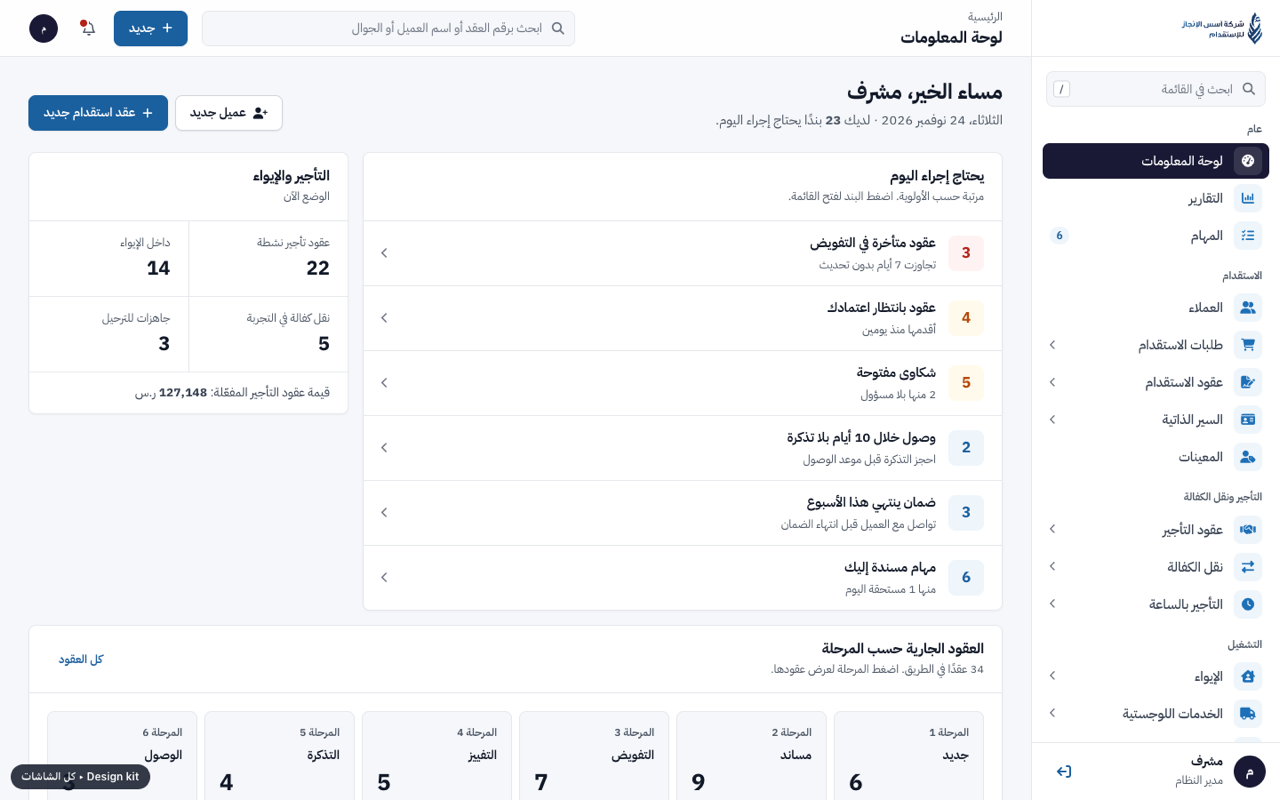 شركة اسس الإنجاز
للإستقدام
ابحث في القائمة
/
عام
لوحة المعلومات
التقارير
المهام
6
الاستقدام
العملاء
طلبات الاستقدام
عقود الاستقدام
السير الذاتية
المعينات
التأجير ونقل الكفالة
عقود التأجير
نقل الكفالة
التأجير بالساعة
التشغيل
الإيواء
الخدمات اللوجستية
م
مشرف
مدير النظام
الرئيسية
لوحة المعلومات
ابحث برقم العقد أو اسم العميل أو الجوال
جديد
م
مساء الخير، مشرف
الثلاثاء، 24 نوفمبر 2026 · لديك 23 بندًا يحتاج إجراء اليوم.
عميل جديد
عقد استقدام جديد
يحتاج إجراء اليوم
مرتبة حسب الأولوية. اضغط البند لفتح القائمة.
3
عقود متأخرة في التفويض
تجاوزت 7 أيام بدون تحديث
4
عقود بانتظار اعتمادك
أقدمها منذ يومين
5
شكاوى مفتوحة
2 منها بلا مسؤول
2
وصول خلال 10 أيام بلا تذكرة
احجز التذكرة قبل موعد الوصول
3
ضمان ينتهي هذا الأسبوع
تواصل مع العميل قبل انتهاء الضمان
6
مهام مسندة إليك
منها 1 مستحقة اليوم
التأجير والإيواء
الوضع الآن
عقود تأجير نشطة
22
داخل الإيواء
14
نقل كفالة في التجربة
5
جاهزات للترحيل
3
قيمة عقود التأجير المفعّلة: 127,148 ر.س
العقود الجارية حسب المرحلة
34 عقدًا في الطريق. اضغط المرحلة لعرض عقودها.
كل العقود
المرحلة 1
جديد
6
المرحلة 2
مساند
9
المرحلة 3
التفويض
7
المرحلة 4
التفييز
5
المرحلة 5
التذكرة
4
المرحلة 6
الوصول
Design kit • كل الشاشات